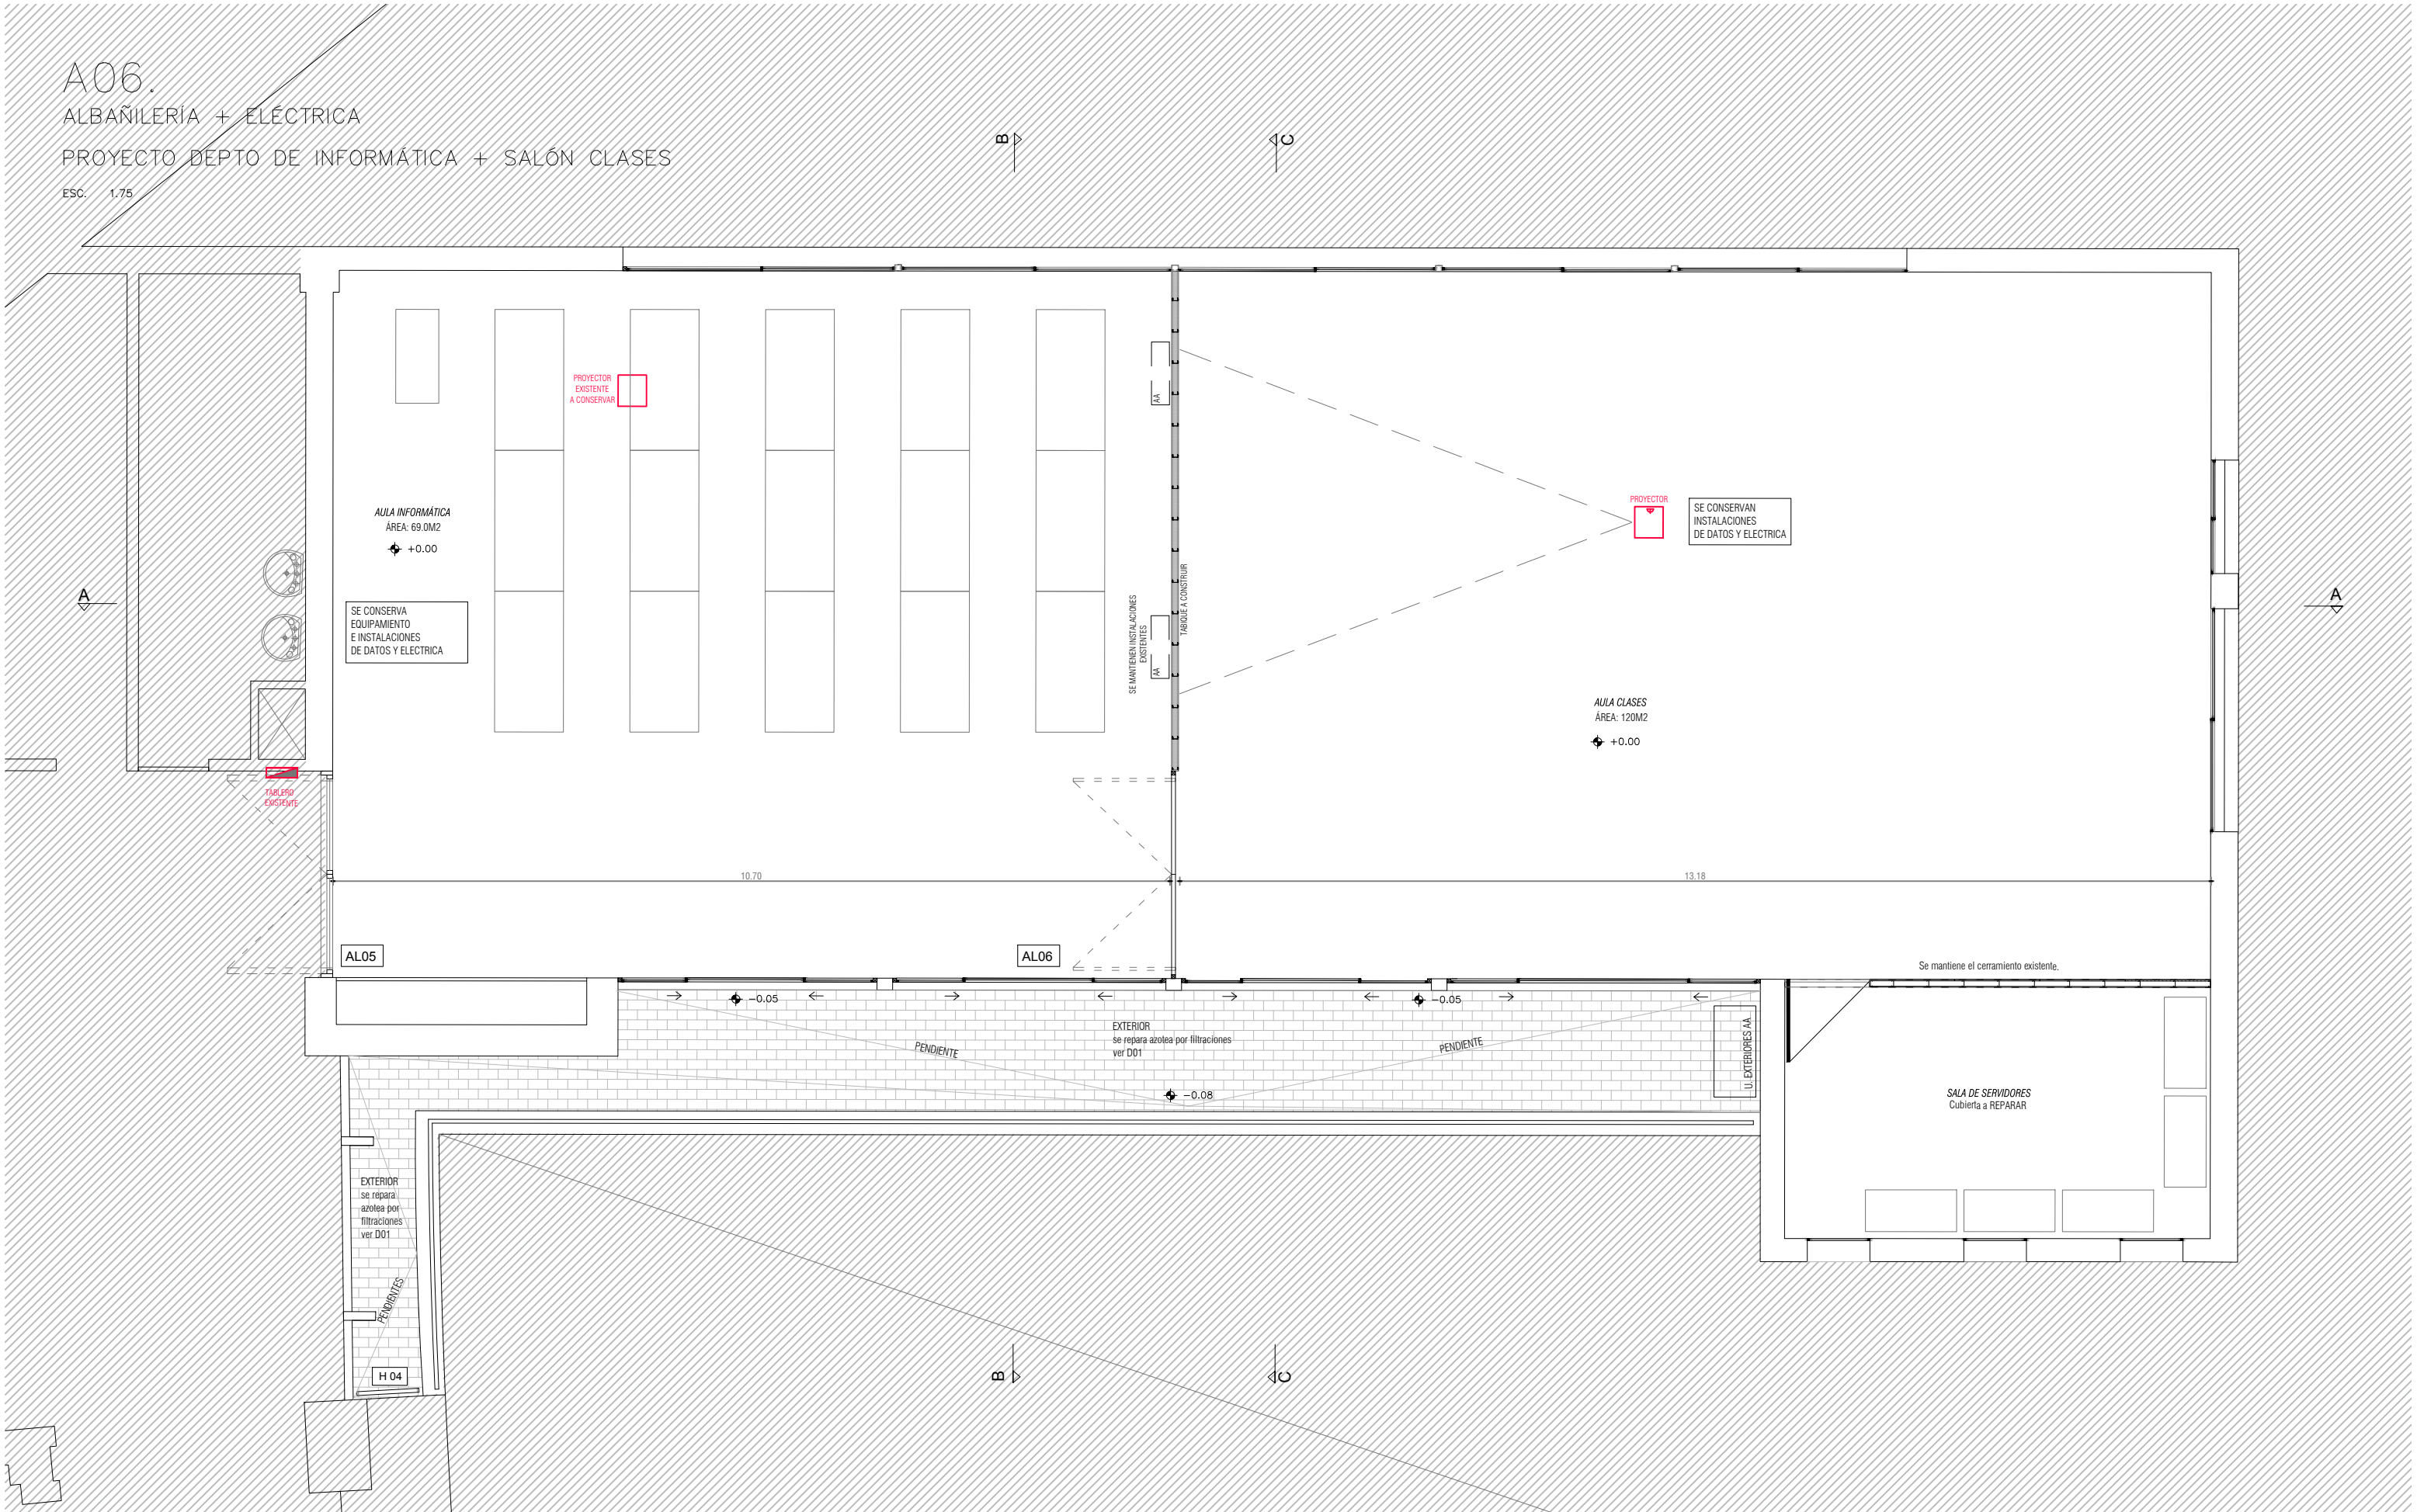 A06.
ALBAÑILERÍA + ELÉCTRICA
PROYECTO DEPTO DE INFORMÁTICA + SALÓN CLASES
ESC. 1.75
B
C
PROYECTOR
EXISTENTE
A CONSERVAR
AA
PROYECTOR
SE CONSERVAN
INSTALACIONES
DE DATOS Y ELECTRICA
AULA INFORMÁTICA
ÁREA: 69.0M2
+0.00
A
A
SE CONSERVA
EQUIPAMIENTO
E INSTALACIONES
DE DATOS Y ELECTRICA
SE MANTIENEN INSTALACIONES
EXISTENTES
AA
TABIQUE A CONSTRUIR
AULA CLASES
ÁREA: 120M2
+0.00
TABLERO
EXISTENTE
10.70
13.18
AL05
AL06
Se mantiene el cerramiento existente.
-0.05
-0.05
EXTERIOR
se repara azotea por filtraciones
ver D01
PENDIENTE
PENDIENTE
U. EXTERIORES AA.
-0.08
SALA DE SERVIDORES
Cubierta a REPARAR
EXTERIOR
se repara
azotea por
filtraciones
ver D01
PENDIENTES
H 04
B
C